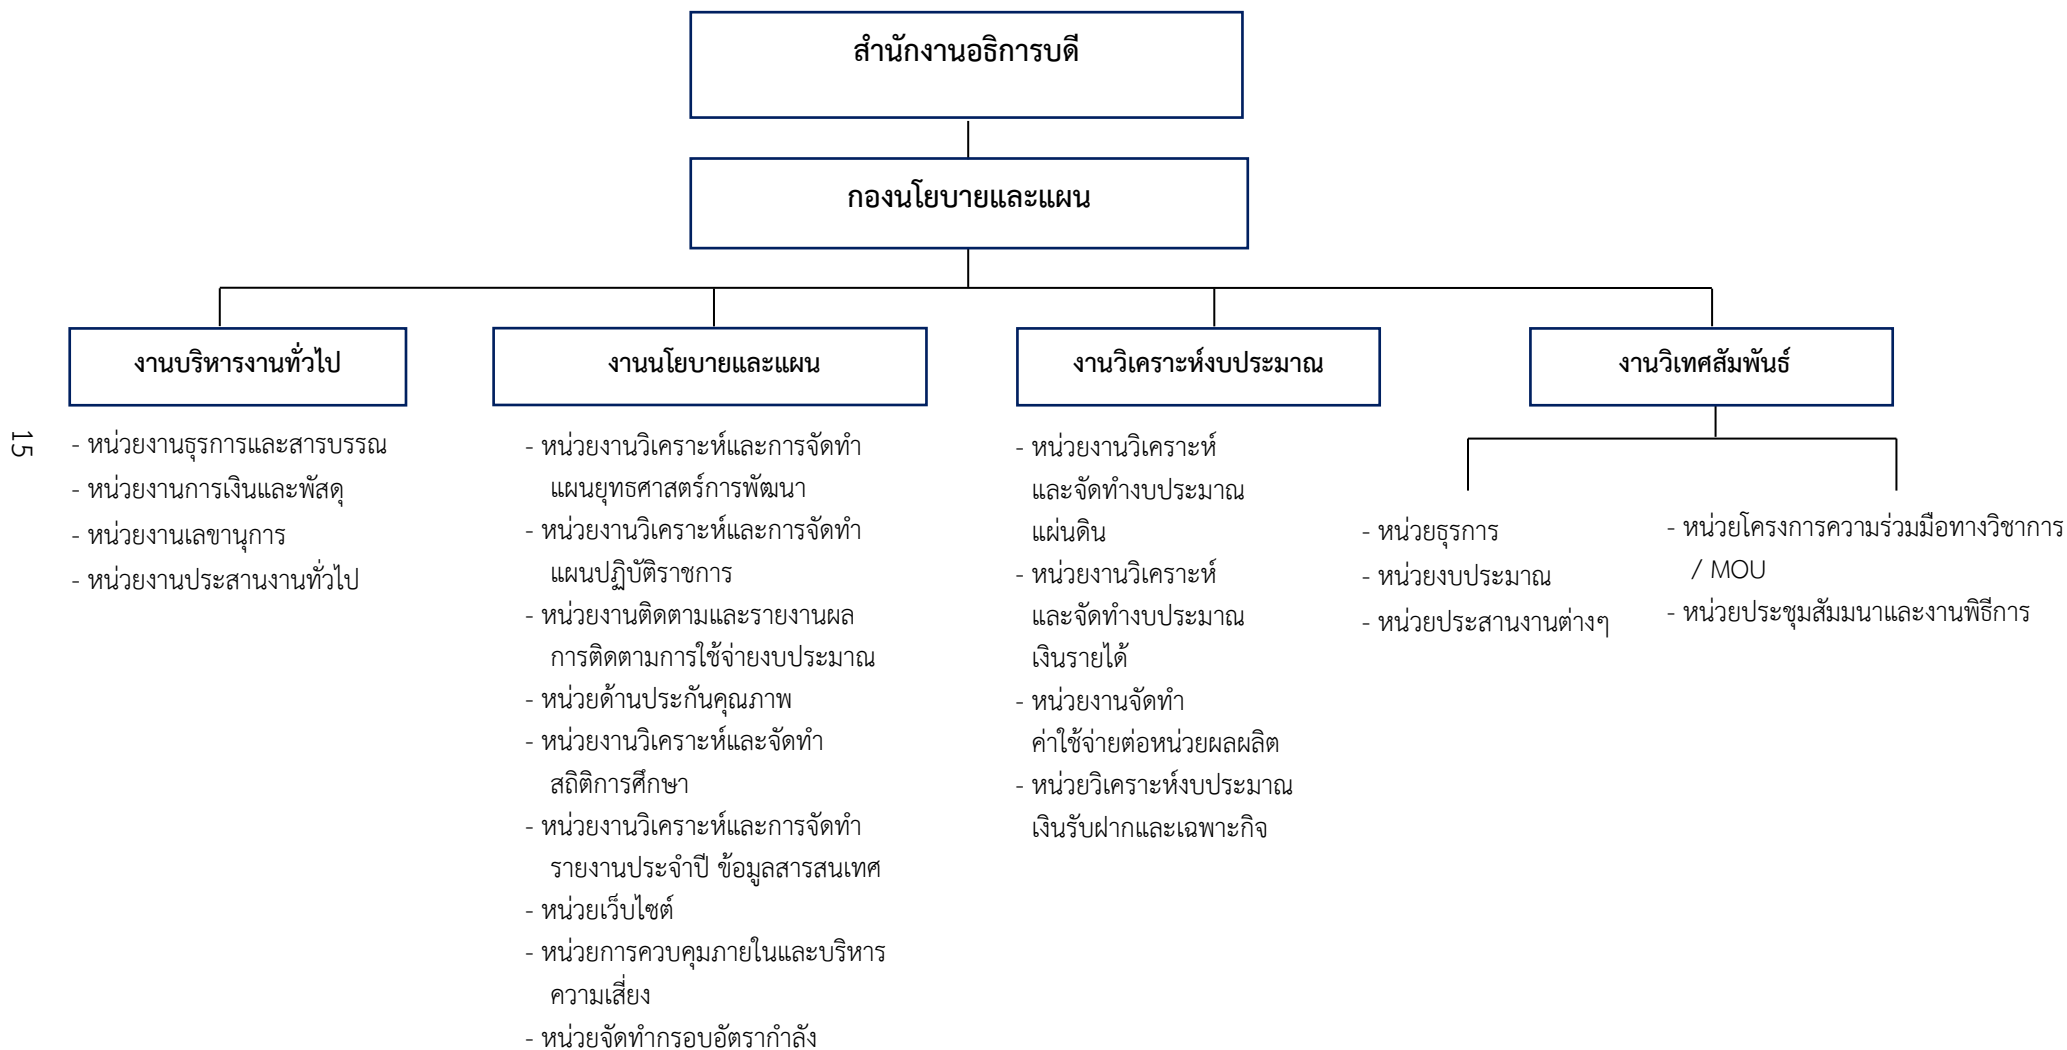 สำนักงานอธิการบดี
กองนโยบายและแผน
งานบริหารงานทั่วไป
- หน่วยงานธุรการและสารบรรณ
- หน่วยงานการเงินและพัสดุ
- หน่วยงานเลขานุการ
- หน่วยงานประสานงานทั่วไป
งานนโยบายและแผน
- หน่วยงานวิเคราะห์และการจัดทำ
แผนยุทธศาสตร์การพัฒนา
- หน่วยงานวิเคราะห์และการจัดทำ
แผนปฏิบัติราชการ
- หน่วยงานติดตามและรายงานผล
การติดตามการใช้จ่ายงบประมาณ
- หน่วยด้านประกันคุณภาพ
- หน่วยงานวิเคราะห์และจัดทำ
สถิติการศึกษา
- หน่วยงานวิเคราะห์และการจัดทำ
รายงานประจำปี ข้อมูลสารสนเทศ
- หน่วยเว็บไซต์
- หน่วยการควบคุมภายในและบริหาร
ความเสี่ยง
- หน่วยจัดทำกรอบอัตรากำลัง
งานวิเคราะห์งบประมาณ
- หน่วยงานวิเคราะห์
และจัดทำงบประมาณ
แผ่นดิน
- หน่วยงานวิเคราะห์
และจัดทำงบประมาณ
เงินรายได้
- หน่วยงานจัดทำ
ค่าใช้จ่ายต่อหน่วยผลผลิต
- หน่วยวิเคราะห์งบประมาณ
เงินรับฝากและเฉพาะกิจ
งานวิเทศสัมพันธ์
- หน่วยธุรการ
- หน่วยงบประมาณ
- หน่วยประสานงานต่างๆ
- หน่วยโครงการความร่วมมือทางวิชาการ
/ MOU
- หน่วยประชุมสัมมนาและงานพิธีการ
15